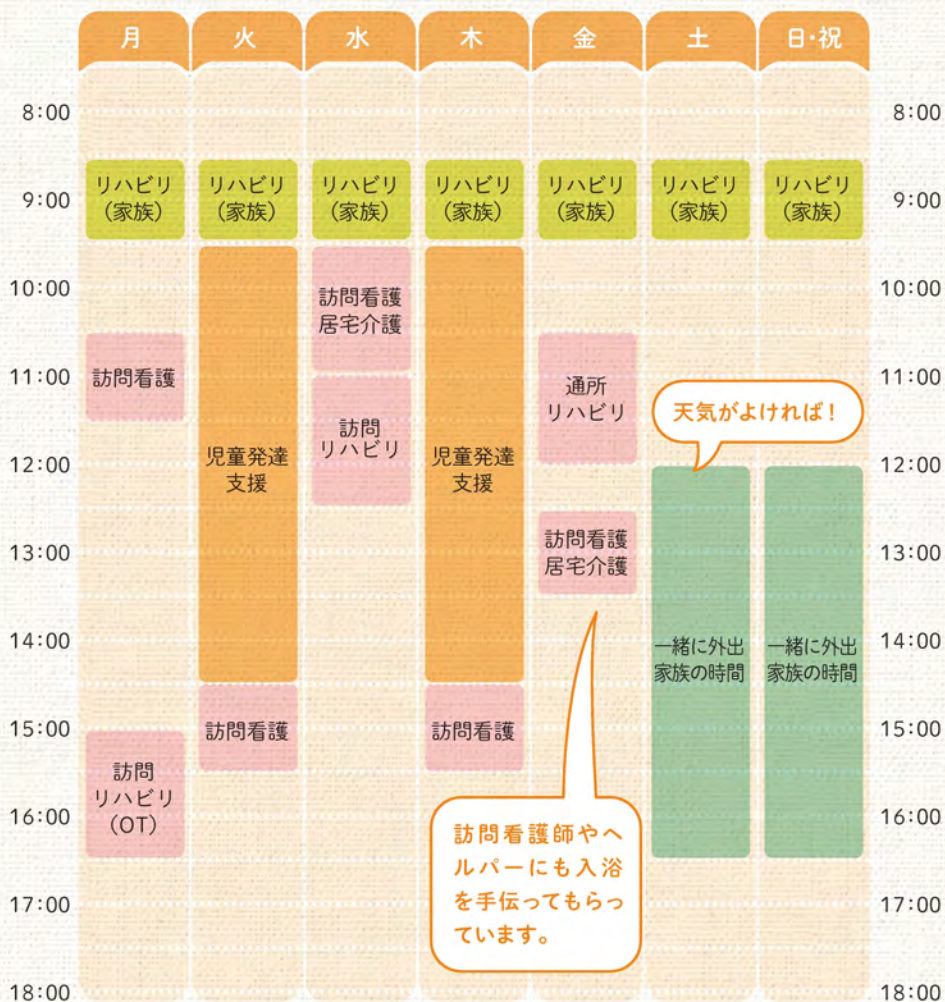 月 火 水 木 金 土 日・祝
8:00 8:00
リハビリ リハビリ リハビリ リハビリ リハビリ リハビリ リハビリ
9:00 9:00
（家族） （家族） （家族） （家族） （家族） （家族） （家族）
10:00 10:00
訪問看護
居宅介護
11:00 11:00
訪問看護
通所
リハビリ
天気がよければ！
訪問
リハビリ
12:00 12:00
児童発達 児童発達
支援 支援
13:00 13:00
訪問看護
居宅介護
14:00 14:00
一緒に外出 一緒に外出
家族の時間 家族の時間
15:00 15:00
訪問看護 訪問看護
訪問
リハビリ
（OT）
16:00 16:00
訪問看護師やヘ
ルパーにも入浴
を手伝ってもらっ
ています。
17:00 17:00
18:00 18:00